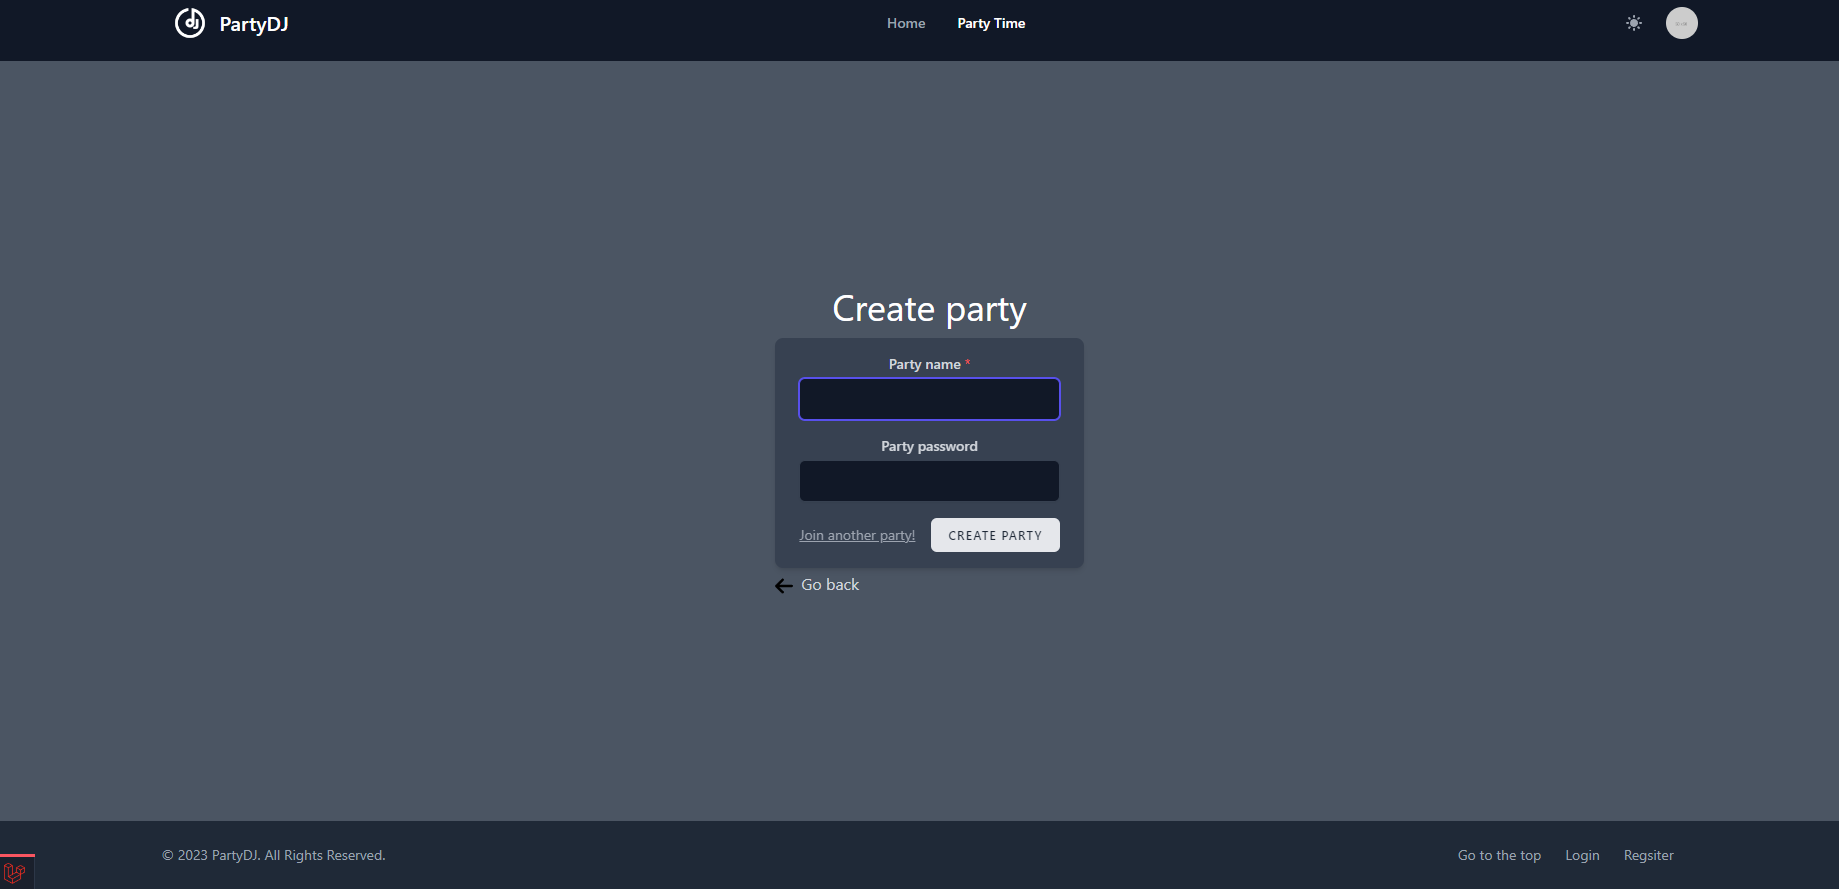 PartyDJ
Home
Party Time
Create party
Party name *
Party password
Join another party!
CREATE PARTY
Go back
© 2023 PartyDJ. All Rights Reserved.
Go to the top
Login
Regsiter